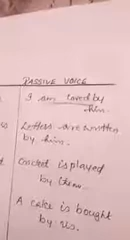 PASSIVE VOICE
I am loved by
him.
Letters are written
by him.
Cricket is played
by them.
A cake is bought
by us.